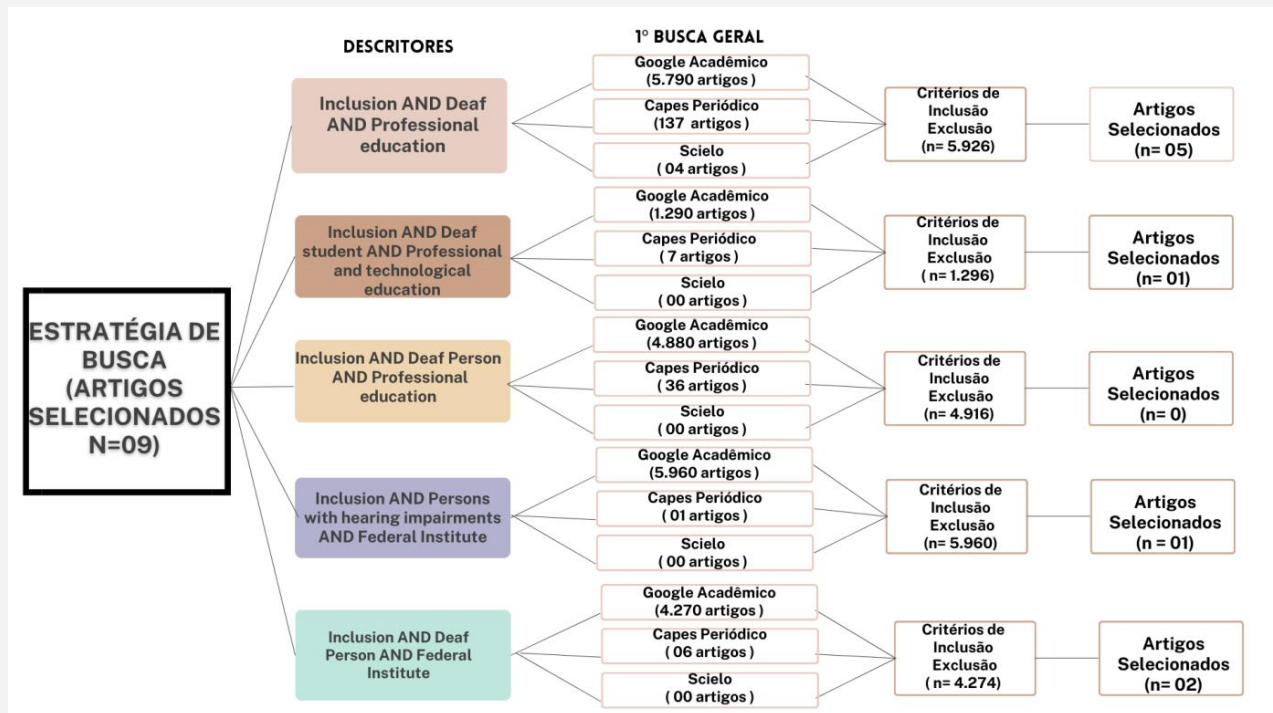 DESCRITORES
1° BUSCA GERAL
ESTRATÉGIA DE
BUSCA
(ARTIGOS
SELECIONADOS
N=09)
Inclusion AND Deaf
AND Professional
education
Google Acadêmico
(5.790 artigos )
Capes Periódico
(137 artigos )
Scielo
( 04 artigos )
Critérios de
Inclusão
Exclusão
(n= 5.926)
Artigos
Selecionados
(n= 05)
Inclusion AND Deaf
student AND Professional
and technological
education
Google Acadêmico
(1.290 artigos )
Capes Periódico
( 7 artigos )
Scielo
( 00 artigos )
Critérios de
Inclusão
Exclusão
( n= 1.296)
Artigos
Selecionados
(n= 01)
Inclusion AND Deaf Person
AND Professional
education
Google Acadêmico
(4.880 artigos )
Capes Periódico
( 36 artigos )
Scielo
( 00 artigos )
Critérios de
Inclusão
Exclusão
(n= 4.916)
Artigos
Selecionados
(n= 0)
Inclusion AND Persons
with hearing impairments
AND Federal Institute
Google Acadêmico
(5.960 artigos )
Capes Periódico
( 01 artigos )
Scielo
( 00 artigos )
Critérios de
Inclusão
Exclusão
(n= 5.960)
Artigos
Selecionados
(n = 01)
Inclusion AND Deaf
Person AND Federal
Institute
Google Acadêmico
(4.270 artigos )
Capes Periódico
( 06 artigos )
Scielo
( 00 artigos )
Critérios de
Inclusão
Exclusão
( n= 4.274)
Artigos
Selecionados
(n= 02)